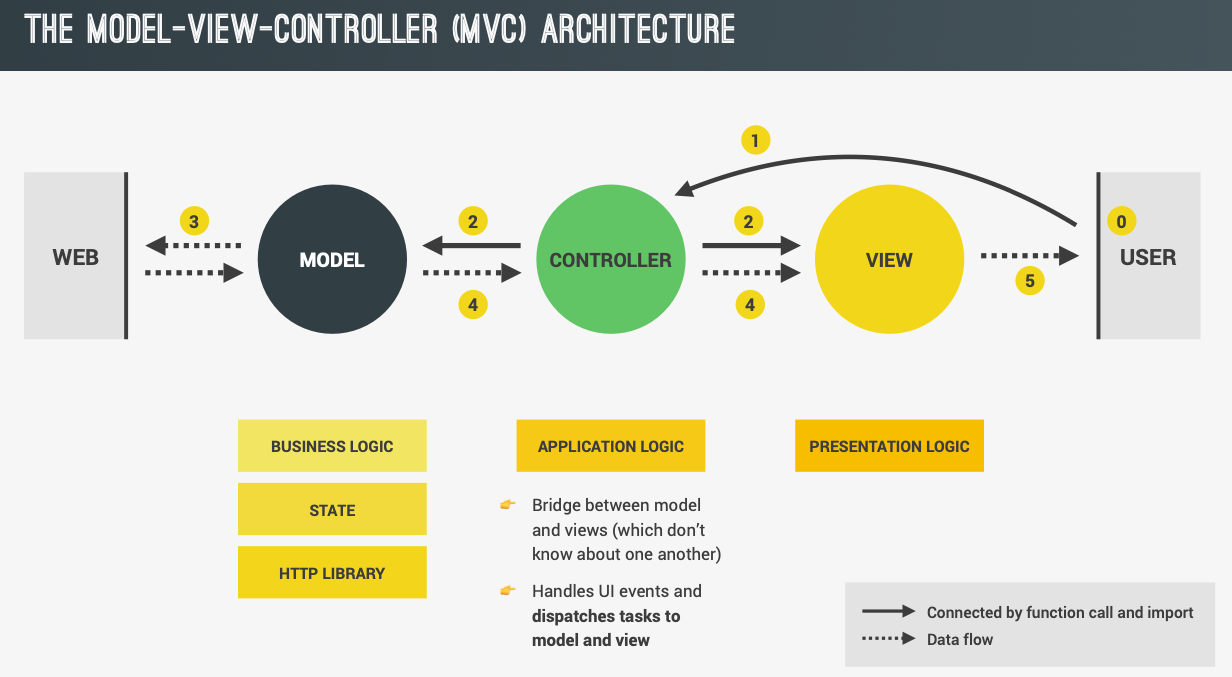 THE MODEL-VIEW-CONTROLLER (MVC) ARCHITECTURE
1
3
2
2
0
WEB
MODEL
CONTROLLER
VIEW
USER
4
4
5
BUSINESS LOGIC
APPLICATION LOGIC
PRESENTATION LOGIC
STATE
HTTP LIBRARY
Bridge between model
and views (which don’t
know about one another)
Handles UI events and
dispatches tasks to
model and view
Connected by function call and import
Data flow